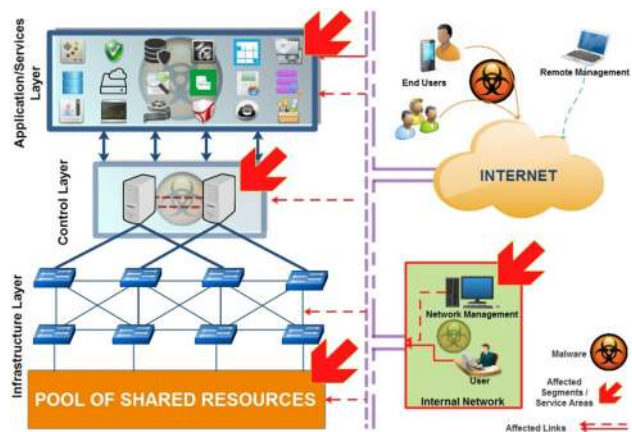 Application/Services
Layer
Control Layer
Infrastructure Layer
POOL OF SHARED RESOURCES
End Users
Remote Management
INTERNET
Network Management
User
Internal Network
Malware
Affected
Segments /
Service Areas
Affected Links